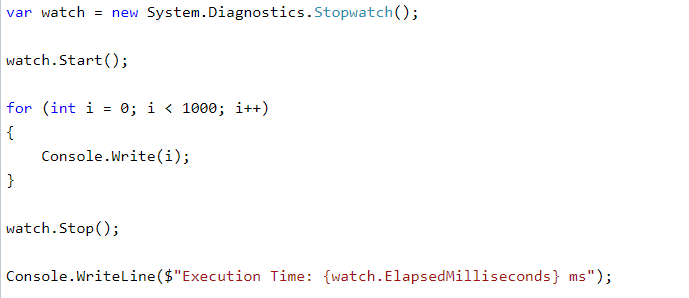 var watch = new System.Diagnostics.Stopwatch();
watch.Start();
for (int i = 0; i < 1000; i++)
{
    Console.Write(i);
}
watch.Stop();
Console.WriteLine($"Execution Time: {watch.ElapsedMilliseconds} ms");